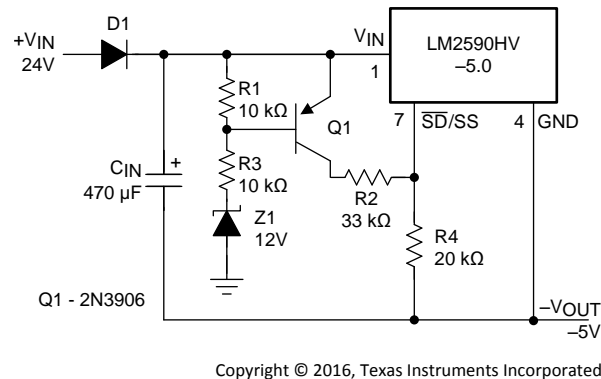 D1
+VIN
24V
VIN
1
LM2590HV
–5.0
7
SD/SS
4
GND
R1
10 kΩ
Q1
CIN
+
470 µF
R3
10 kΩ
R2
33 kΩ
Z1
12V
R4
20 kΩ
Q1 - 2N3906
–VOUT
–5V
Copyright © 2016, Texas Instruments Incorporated